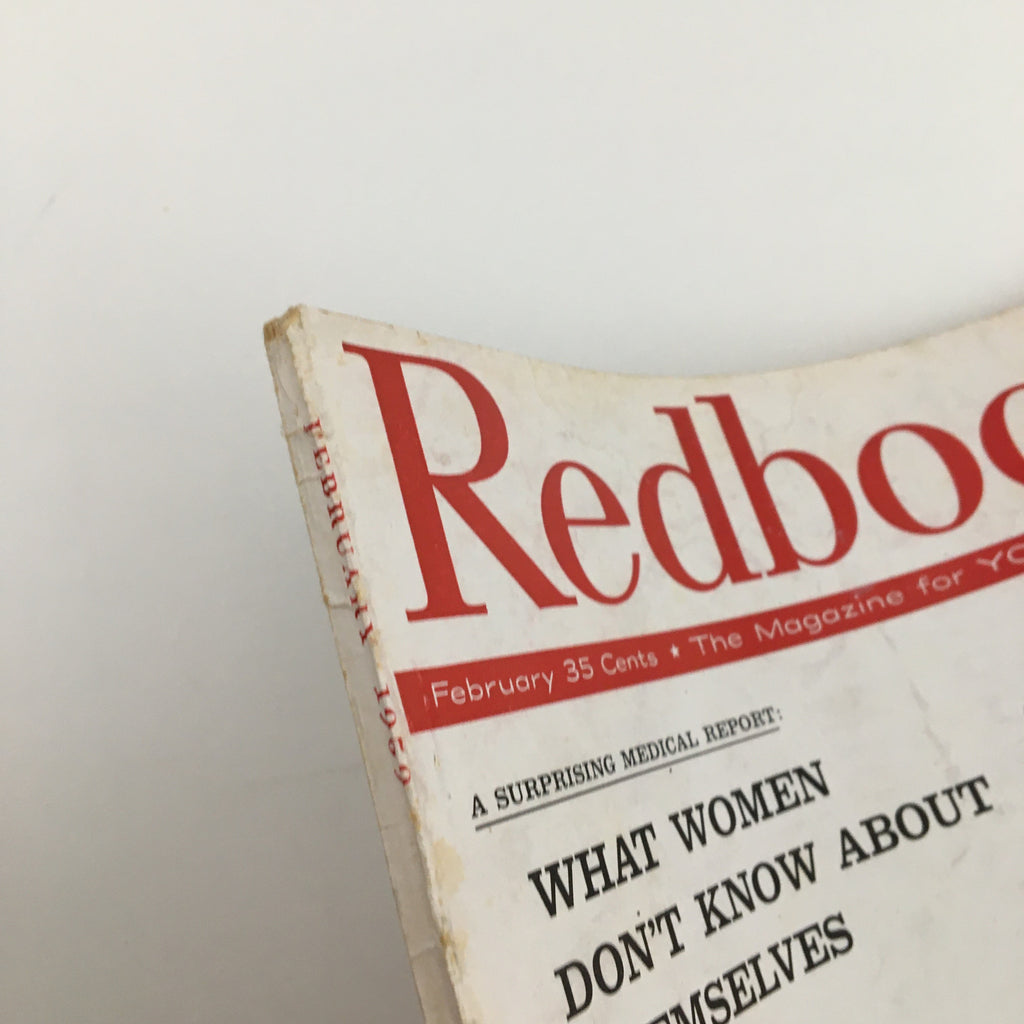 FEBRUARY 1959
Redboo
February 35 Cents ★ The Magazine for YO
A SURPRISING MEDICAL REPORT:
WHAT WOMEN
DON'T KNOW ABOUT
EMSELVES